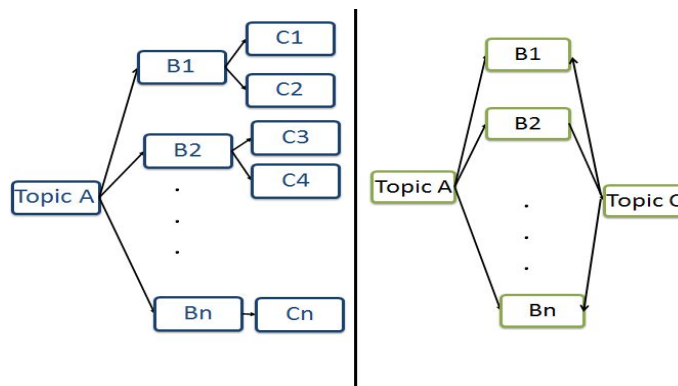 C1
B1
C2
C3
B2
C4
Topic A
.
.
.
Bn
Cn
B1
B2
Topic A
Topic C
.
.
.
Bn